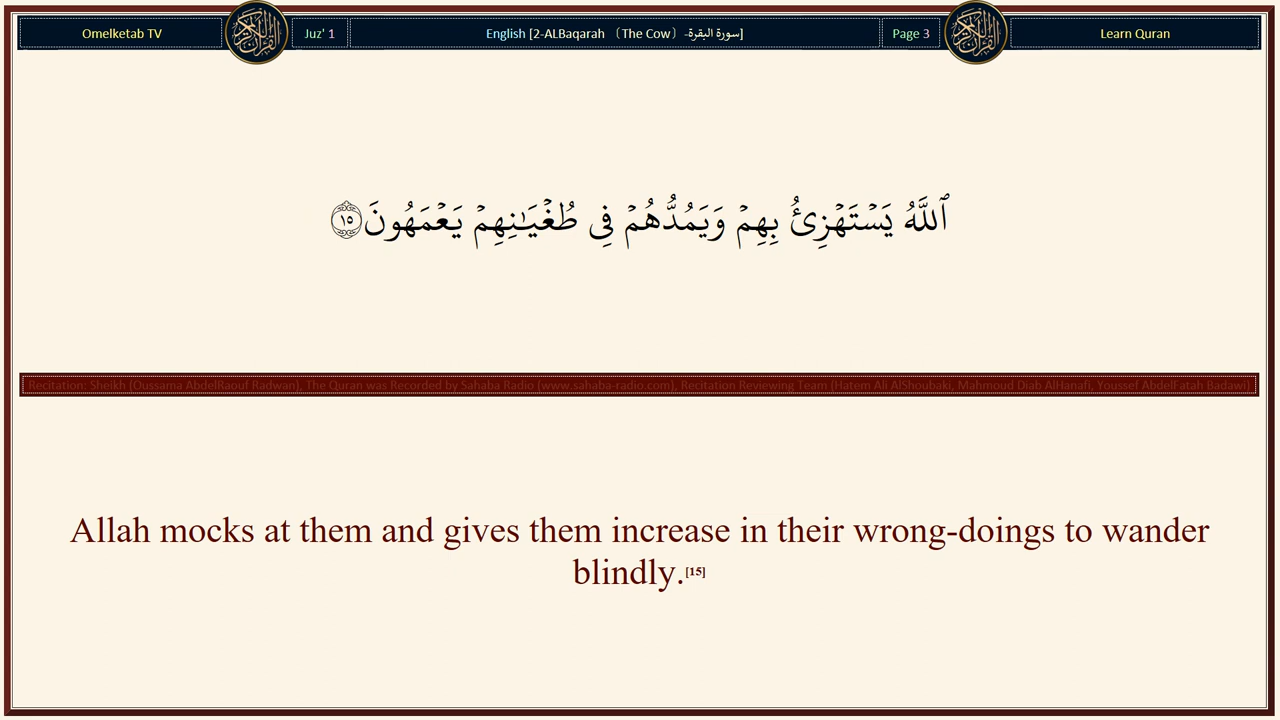 Omelketab TV
Juz' 1
English [2-ALBaqarah 〔The Cow〕 -سورة البقرة]
Page 3
Learn Quran
ٱللَّهُ يَسۡتَهۡزِئُ بِهِمۡ وَيَمُدُّهُمۡ فِي طُغۡيَٰنِهِمۡ يَعۡمَهُونَ ١٥
Recitation: Sheikh (Oussama AbdelRaouf Radwan), The Quran was Recorded by Sahaba Radio (www.sahaba-radio.com), Recitation Reviewing Team (Hatem Ali AlShoubaki, Mahmoud Diab AlHanafi, Youssef Abdelfatah Badawi)
Allah mocks at them and gives them increase in their wrong-doings to wander
blindly.[15]